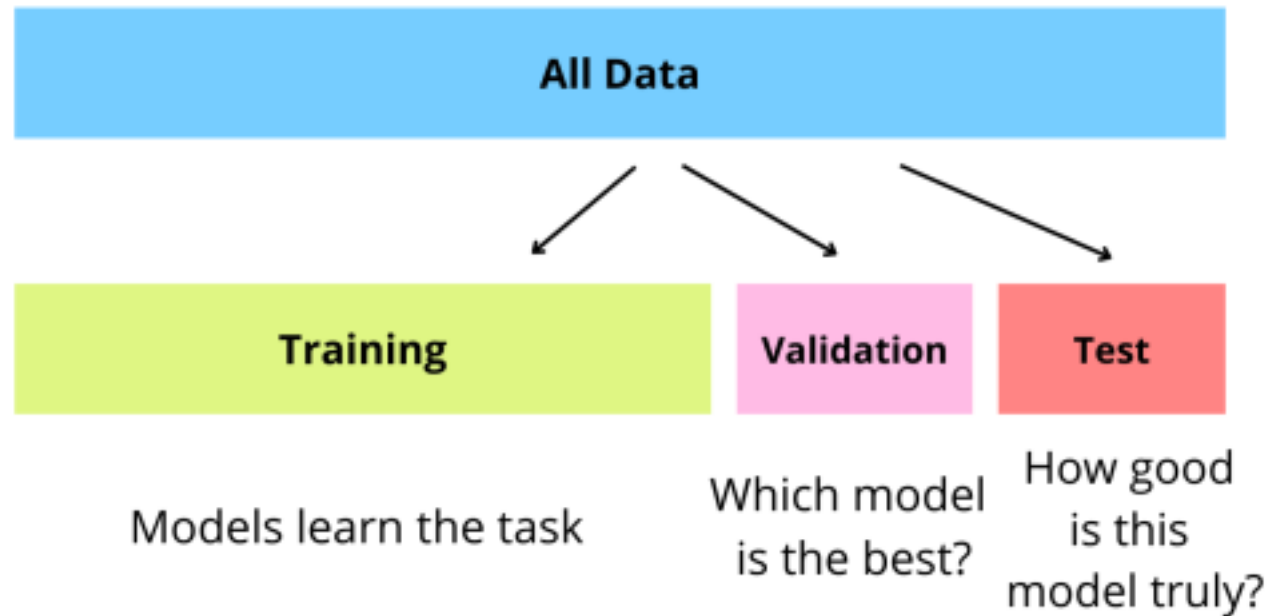 All Data
Training
Validation
Test
Models learn the task
Which model
is the best?
How good
is this
model truly?